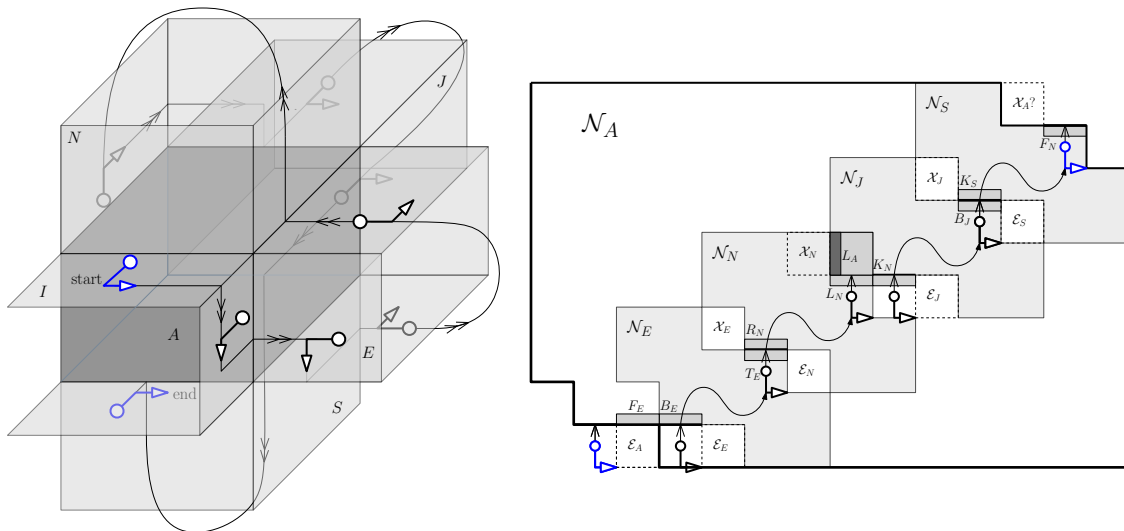 N
J
start
I
A
E
end
S
𝒩_A
𝒩_S
𝒳_A?
F_N
𝒩_J
𝒳_J
K_S
B_J
ℰ_S
𝒩_N
𝒳_N
L_A
K_N
L_N
ℰ_J
𝒩_E
𝒳_E
R_N
T_E
ℰ_N
F_E
B_E
ℰ_A
ℰ_E